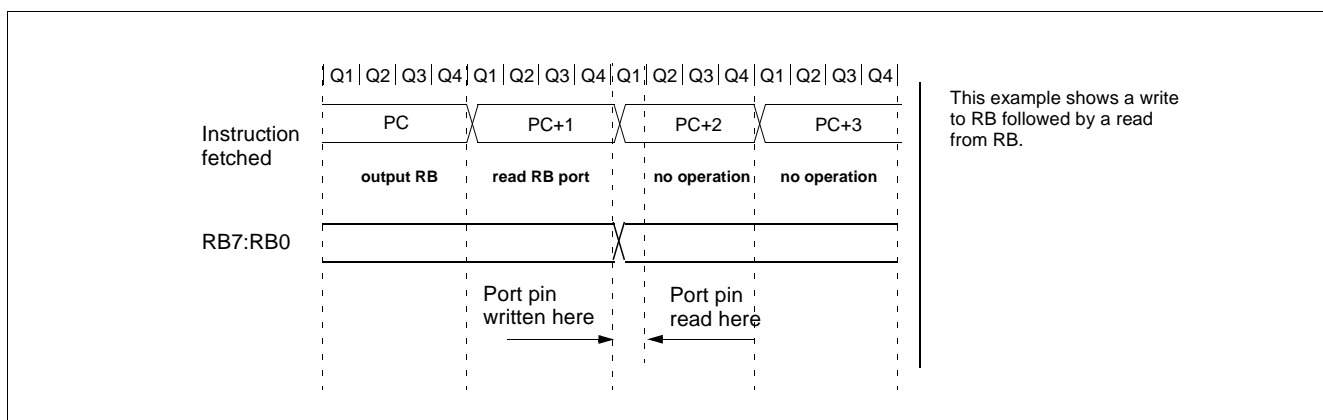 Q1 Q2 Q3 Q4 Q1 Q2 Q3 Q4 Q1 Q2 Q3 Q4 Q1 Q2 Q3 Q4
Instruction
fetched
PC PC+1 PC+2 PC+3
output RB read RB port no operation no operation
RB7:RB0
Port pin
written here
Port pin
read here
This example shows a write
to RB followed by a read
from RB.